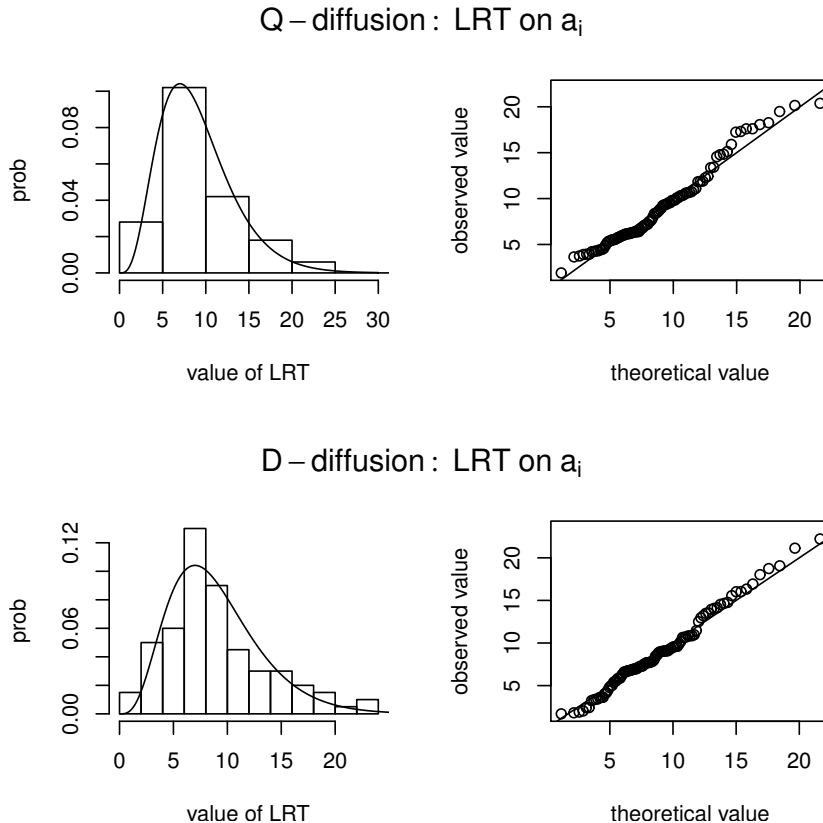 Q − diffusion : LRT on aᵢ
prob
0.00
0.04
0.08
0 5 10 15 20 25 30
value of LRT
observed value
5
10
15
20
5 10 15 20
theoretical value
D − diffusion : LRT on aᵢ
prob
0.00
0.06
0.12
0 5 10 15 20
value of LRT
observed value
5
10
15
20
5 10 15 20
theoretical value